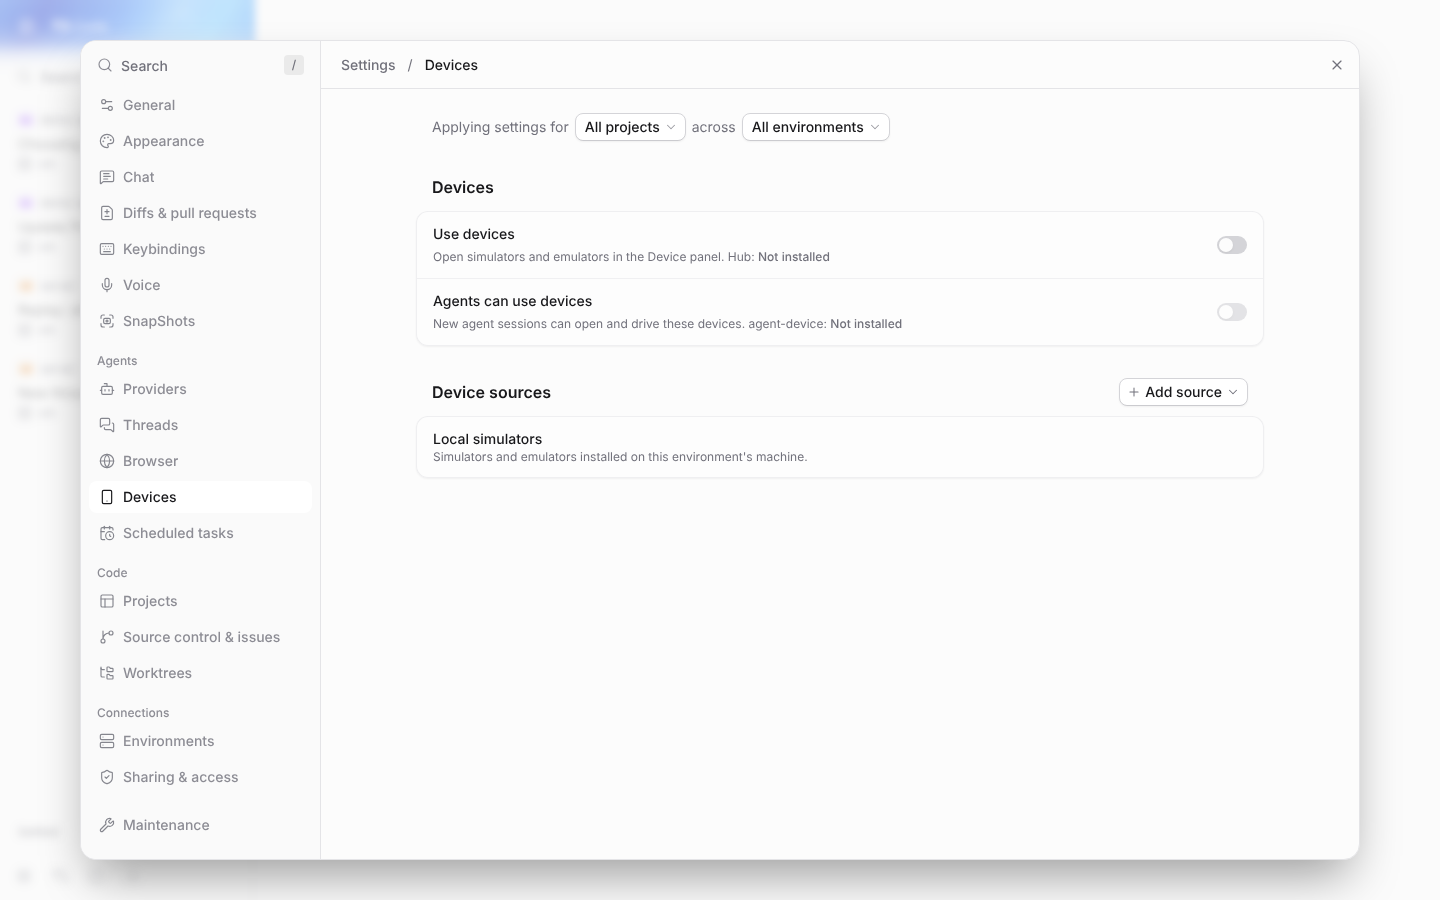 Search /
General
Appearance
Chat
Diffs & pull requests
Keybindings
Voice
SnapShots
Agents
Providers
Threads
Browser
Devices
Scheduled tasks
Code
Projects
Source control & issues
Worktrees
Connections
Environments
Sharing & access
Maintenance
Settings / Devices
Applying settings for All projects across All environments
Devices
Use devices
Open simulators and emulators in the Device panel. Hub: Not installed
Agents can use devices
New agent sessions can open and drive these devices. agent-device: Not installed
Device sources
Add source
Local simulators
Simulators and emulators installed on this environment's machine.